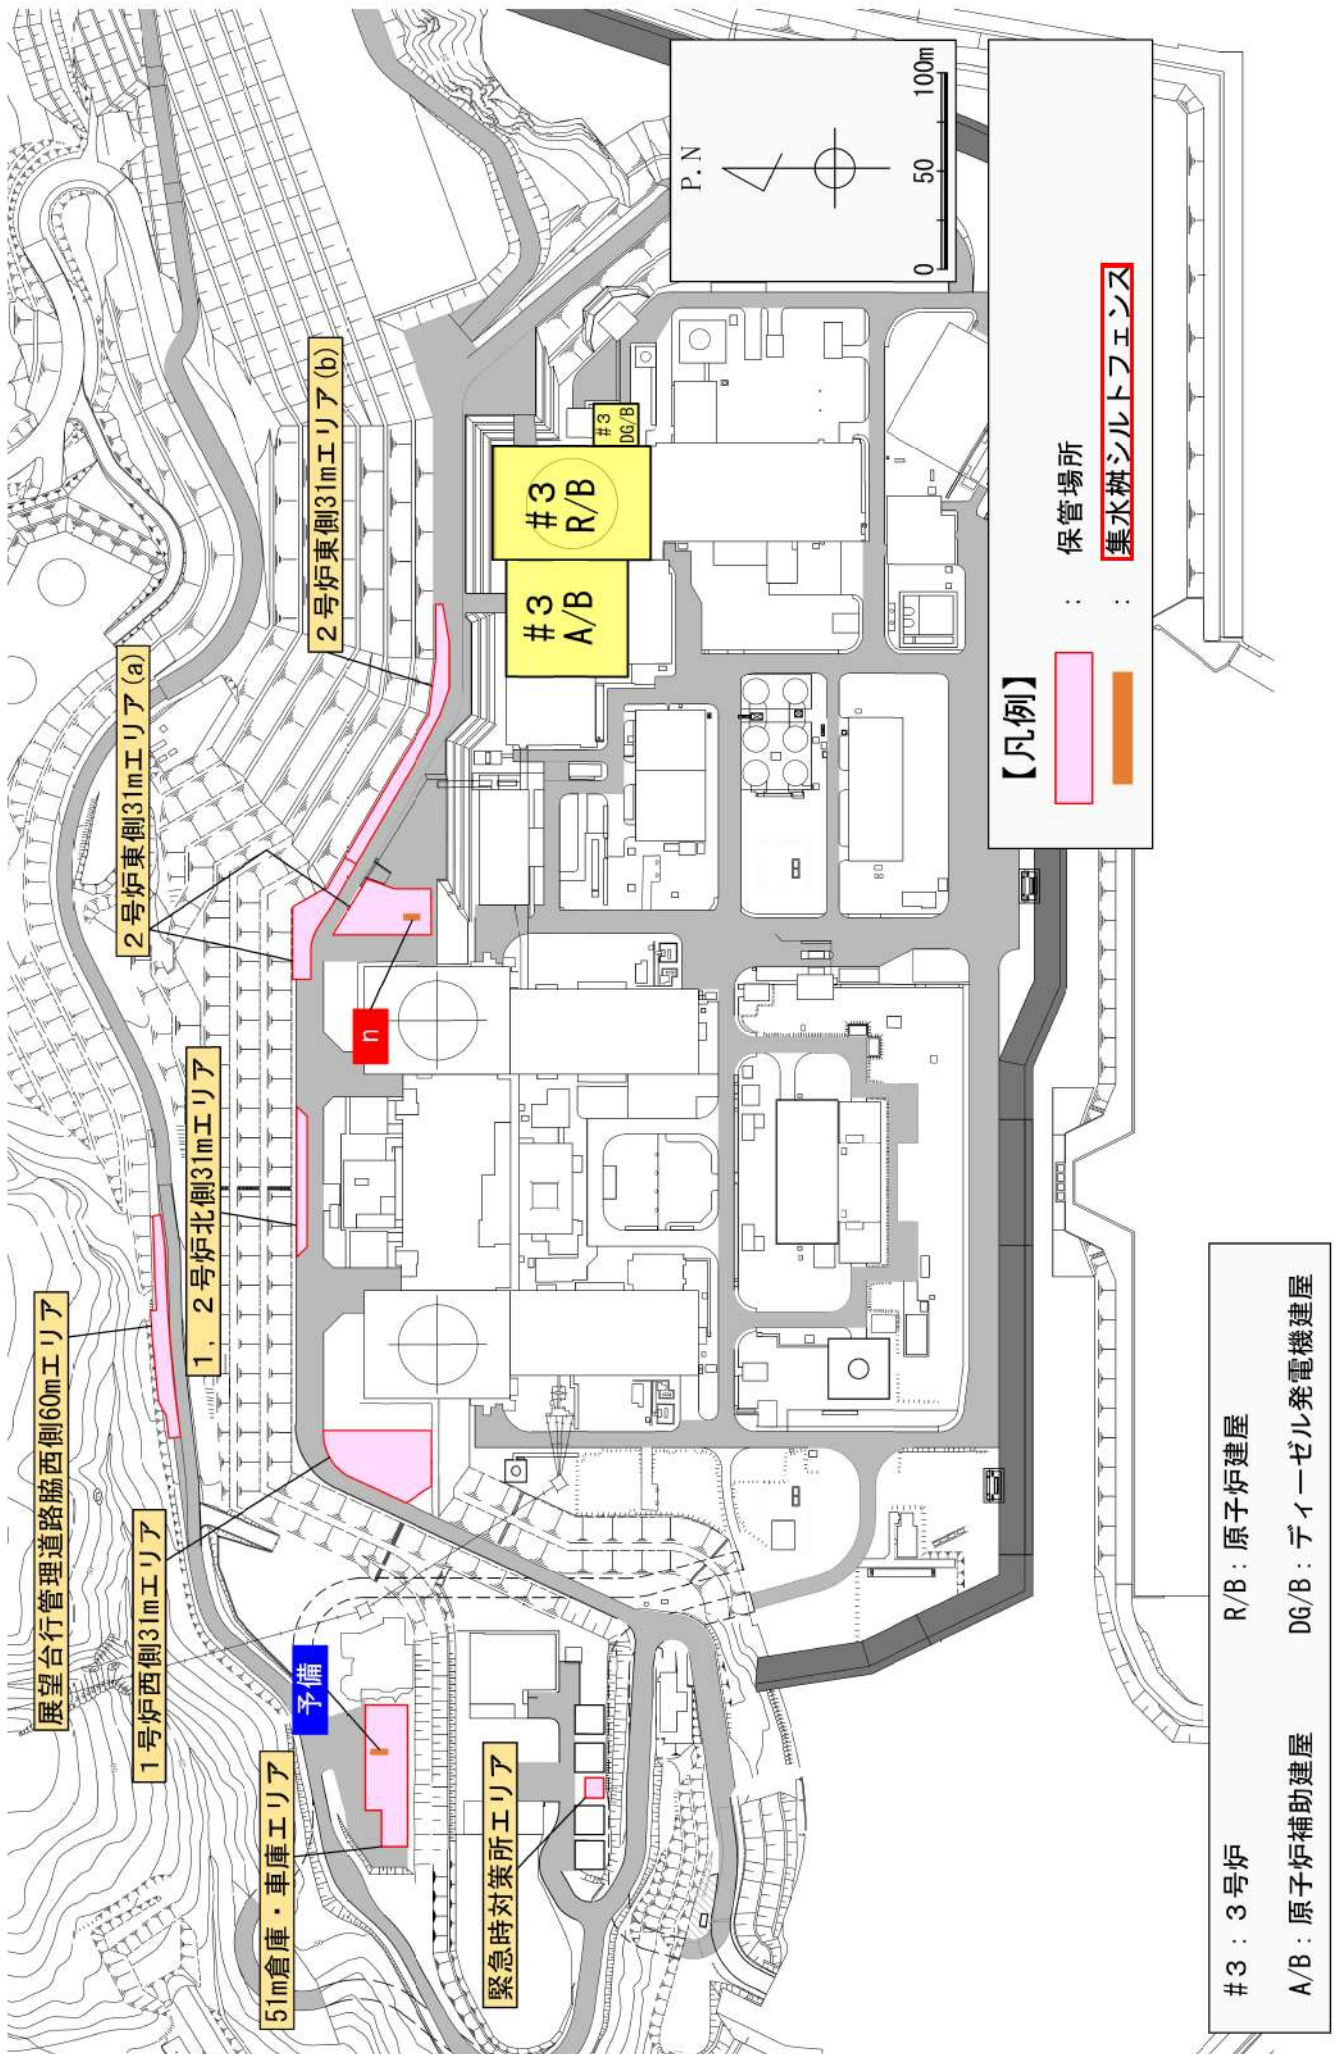 展望台行管理道路脇西側60mエリア
1号炉西側31mエリア
51m倉庫・車庫エリア
予備
緊急時対策所エリア
1,2号炉北側31mエリア
2号炉東側31mエリア(a)
n
2号炉東側31mエリア(b)
#3
A/B
#3
R/B
#3
DG/B
P.N
0 50 100m
【凡例】
: 保管場所
: 集水桝シルトフェンス
#3:3号炉 R/B:原子炉建屋
A/B:原子炉補助建屋 DG/B:ディーゼル発電機建屋